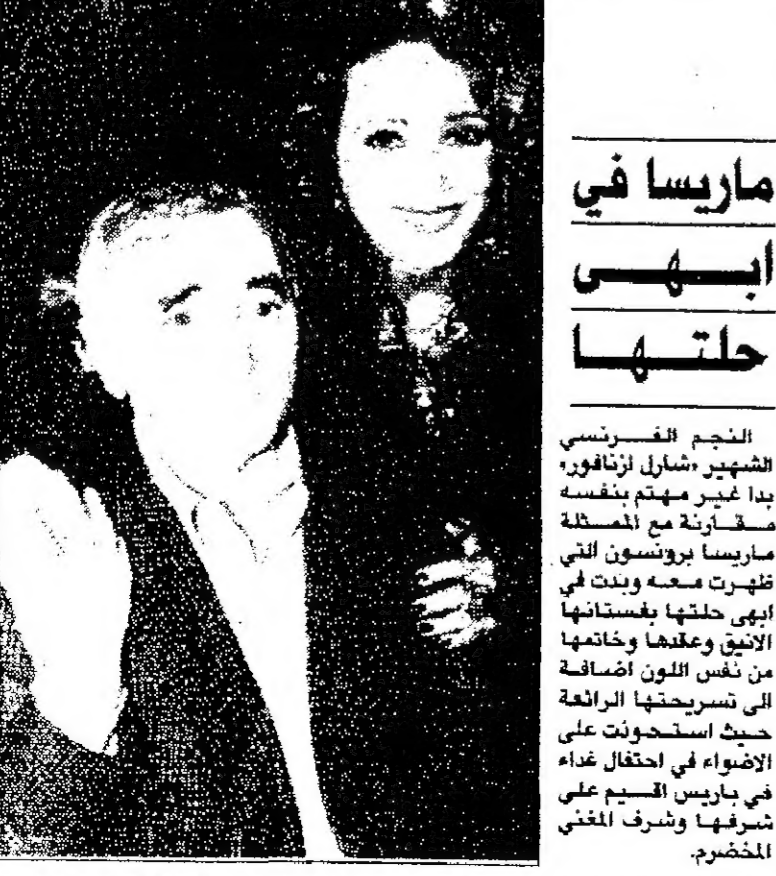 ماريسا في
ابهى
حلتها
النجم الفرنسي
الشهير «شارل ازنافور»
بدا غير مهتم بنفسه
مقارنة مع الممثلة
ماريسا برونسون التي
ظهرت معه وبدت في
ابهى حلتها بفستانها
الانيق وعقدها وخاتمها
من نفس اللون اضافة
الى تسريحتها الرائعة
حيث استحوذت على
الاضواء في احتفال غداء
في باريس اقيم على
شرفها وشرف المغني
المخضرم.